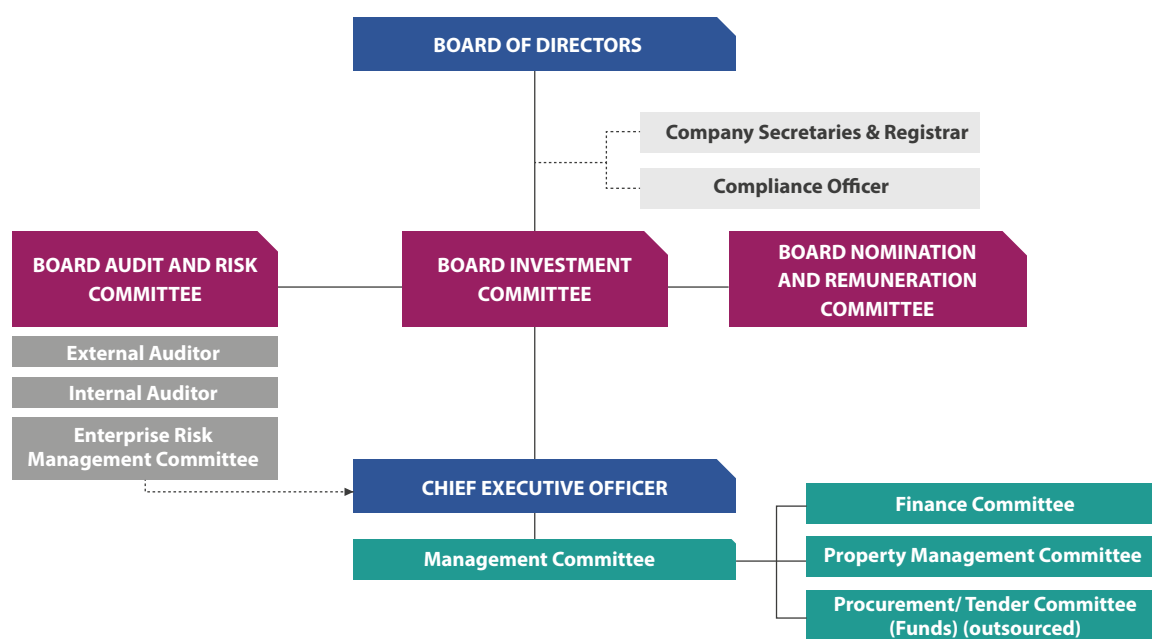 BOARD OF DIRECTORS
Company Secretaries & Registrar
Compliance Officer
BOARD AUDIT AND RISK
COMMITTEE
BOARD INVESTMENT
COMMITTEE
BOARD NOMINATION
AND REMUNERATION
COMMITTEE
External Auditor
Internal Auditor
Enterprise Risk
Management Committee
CHIEF EXECUTIVE OFFICER
Management Committee
Finance Committee
Property Management Committee
Procurement/ Tender Committee
(Funds) (outsourced)